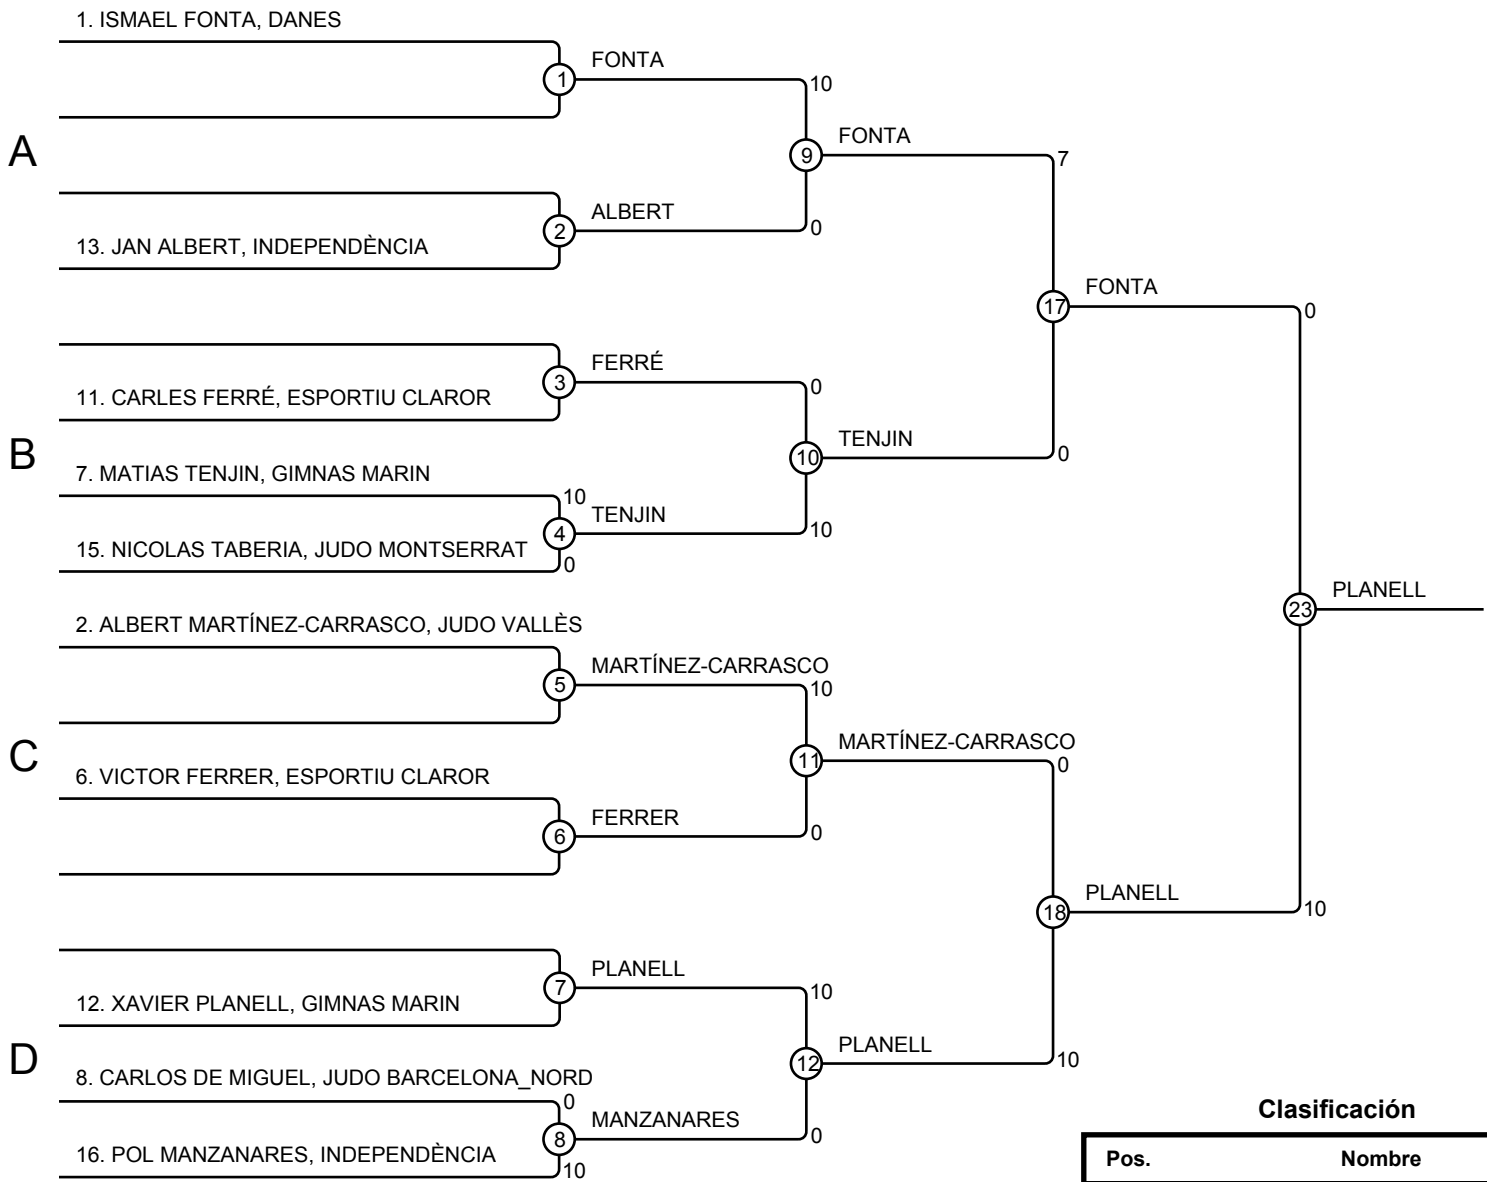 1. ISMAEL FONTA, DANES
FONTA
1
10
A
FONTA
9
7
ALBERT
2
0
13. JAN ALBERT, INDEPENDÈNCIA
FONTA
17
0
FERRÉ
3
0
11. CARLES FERRÉ, ESPORTIU CLAROR
TENJIN
B
10
0
7. MATIAS TENJIN, GIMNAS MARIN
10
TENJIN
4
10
15. NICOLAS TABERIA, JUDO MONTSERRAT
0
PLANELL
23
2. ALBERT MARTÍNEZ-CARRASCO, JUDO VALLÈS
MARTÍNEZ-CARRASCO
5
10
MARTÍNEZ-CARRASCO
C
11
0
6. VICTOR FERRER, ESPORTIU CLAROR
FERRER
6
0
PLANELL
18
10
PLANELL
7
10
12. XAVIER PLANELL, GIMNAS MARIN
PLANELL
D
12
10
8. CARLOS DE MIGUEL, JUDO BARCELONA_NORD
0
MANZANARES
8
0
16. POL MANZANARES, INDEPENDÈNCIA
10
Clasificación
Pos. Nombre